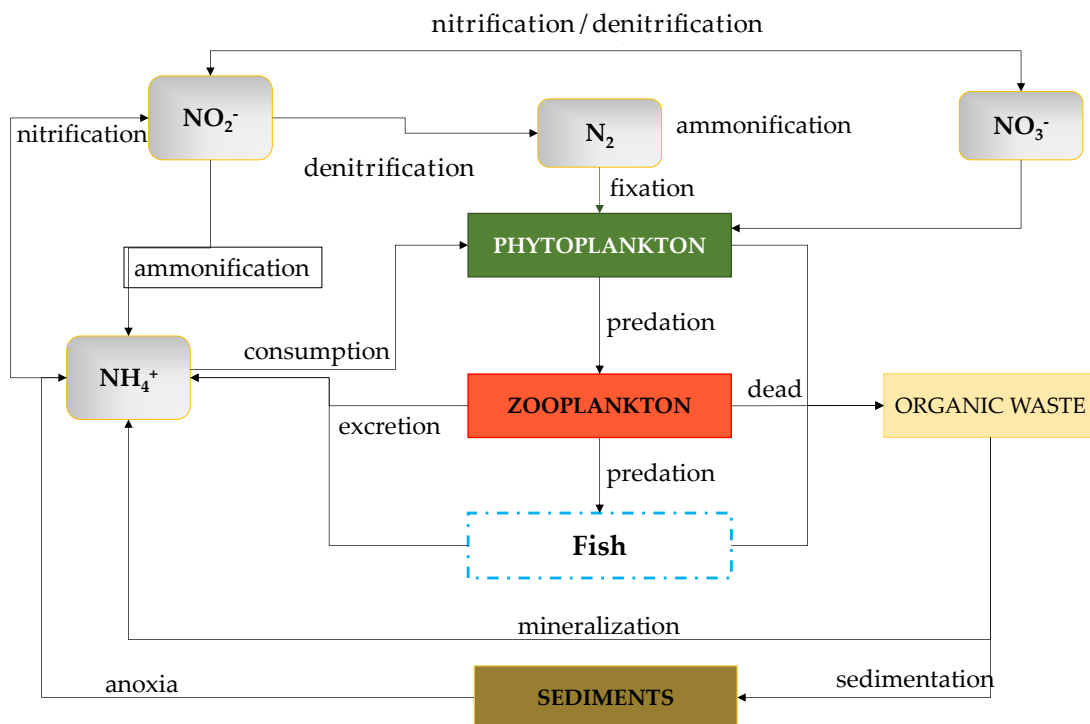 nitrification / denitrification
NO₂⁻
N₂
ammonification
NO₃⁻
nitrification
denitrification
fixation
PHYTOPLANKTON
ammonification
predation
consumption
NH₄⁺
ZOOPLANKTON
dead
ORGANIC WASTE
excretion
predation
Fish
mineralization
anoxia
SEDIMENTS
sedimentation